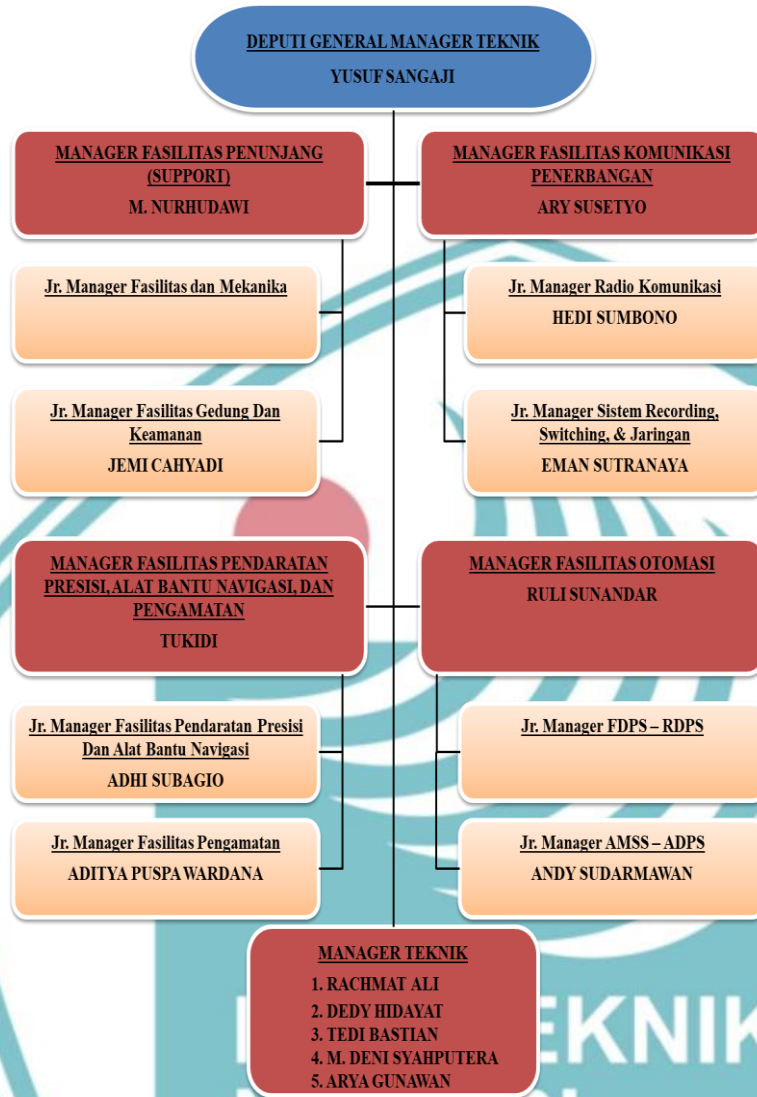 DEPUTI GENERAL MANAGER TEKNIK
YUSUF SANGAJI
MANAGER FASILITAS PENUNJANG
(SUPPORT)
M. NURHUDAWI
MANAGER FASILITAS KOMUNIKASI
PENERBANGAN
ARY SUSETYO
Jr. Manager Fasilitas dan Mekanika
Jr. Manager Radio Komunikasi
HEDI SUMBONO
Jr. Manager Fasilitas Gedung Dan
Keamanan
JEMI CAHYADI
Jr. Manager Sistem Recording,
Switching, & Jaringan
EMAN SUTRANAYA
MANAGER FASILITAS PENDARATAN
PRESISI, ALAT BANTU NAVIGASI, DAN
PENGAMATAN
TUKIDI
MANAGER FASILITAS OTOMASI
RULI SUNANDAR
Jr. Manager Fasilitas Pendaratan Presisi
Dan Alat Bantu Navigasi
ADHI SUBAGIO
Jr. Manager FDPS – RDPS
Jr. Manager Fasilitas Pengamatan
ADITYA PUSPA WARDANA
Jr. Manager AMSS – ADPS
ANDY SUDARMAWAN
MANAGER TEKNIK
1. RACHMAT ALI
2. DEDY HIDAYAT
3. TEDI BASTIAN
4. M. DENI SYAHPUTERA
5. ARYA GUNAWAN
EKNIK